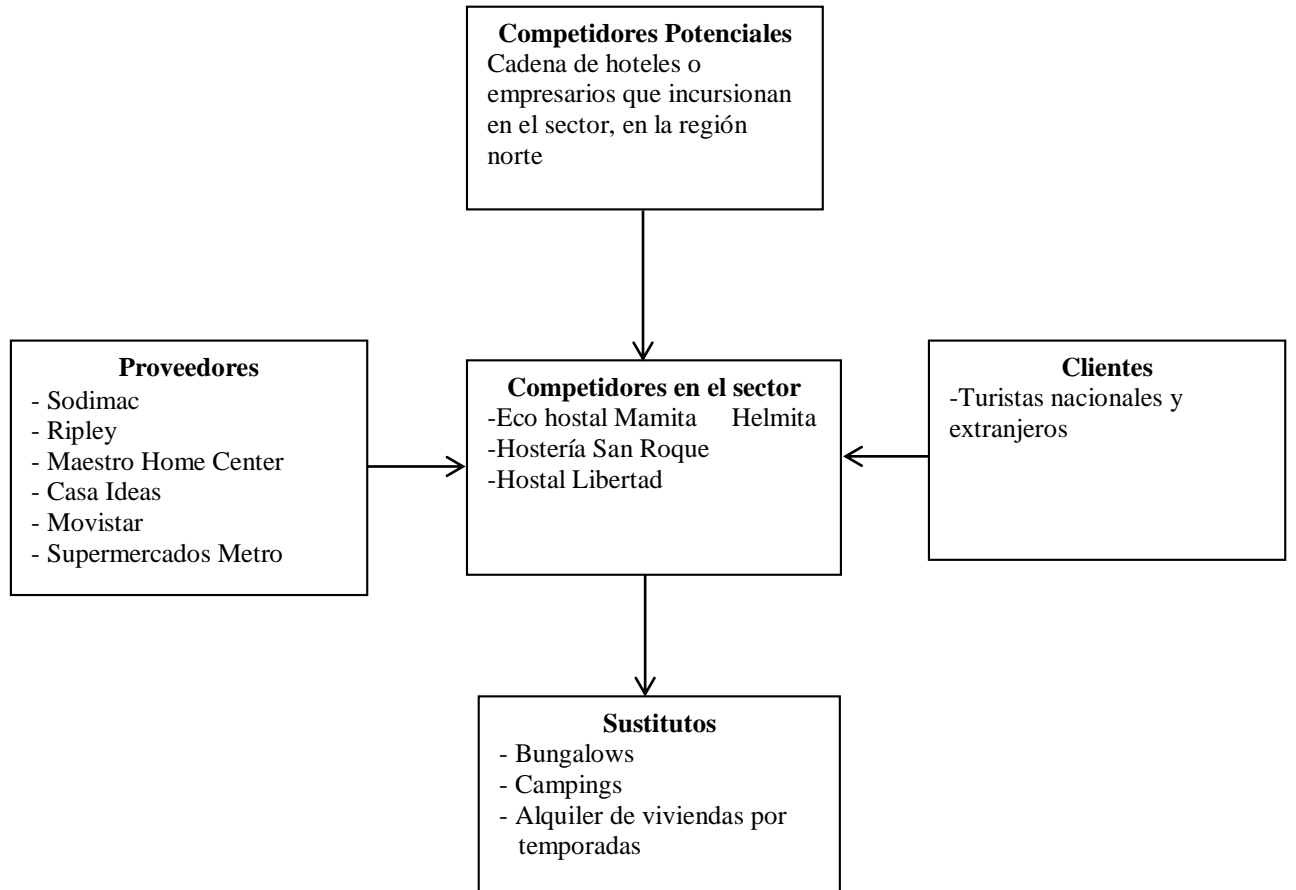 Competidores Potenciales
Cadena de hoteles o
empresarios que incursionan
en el sector, en la región
norte
Proveedores
- Sodimac
- Ripley
- Maestro Home Center
- Casa Ideas
- Movistar
- Supermercados Metro
Competidores en el sector
-Eco hostal Mamita Helmita
-Hostería San Roque
-Hostal Libertad
Clientes
-Turistas nacionales y
extranjeros
Sustitutos
- Bungalows
- Campings
- Alquiler de viviendas por
temporadas